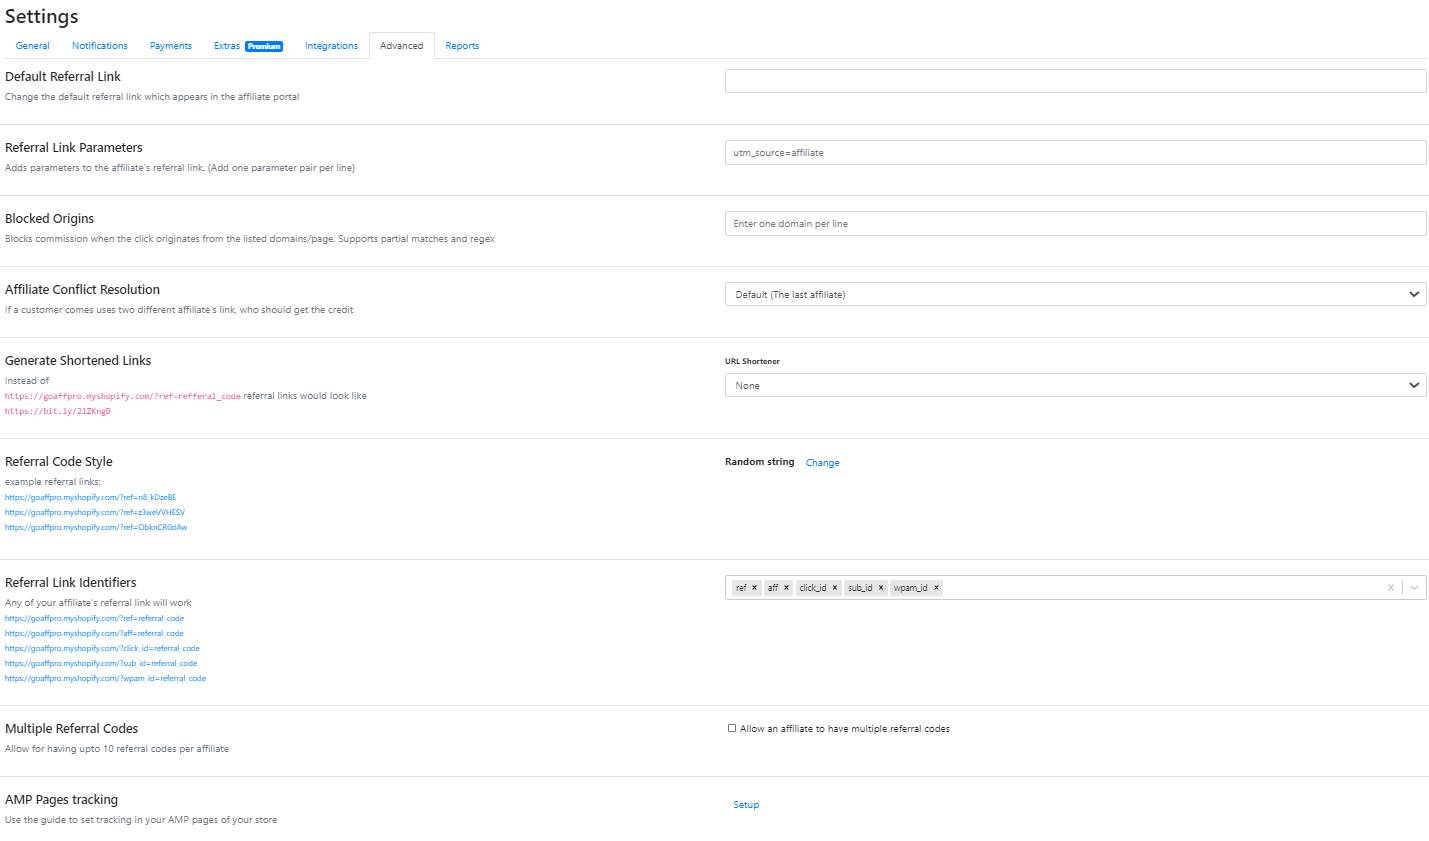 Settings
General Notifications Payments Extras Premium Integrations Advanced Reports
Default Referral Link
Change the default referral link which appears in the affiliate portal
Referral Link Parameters
Adds parameters to the affiliate's referral link. (Add one parameter pair per line)
utm_source=affiliate
Blocked Origins
Blocks commission when the click originates from the listed domains/page. Supports partial matches and regex
Enter one domain per line
Affiliate Conflict Resolution
If a customer comes uses two different affiliate's link, who should get the credit
Default (The last affiliate)
Generate Shortened Links
Instead of
https://goaffpro.myshopify.com/?ref=refferal_code referral links would look like
https://bit.ly/2lZKngB
URL Shortener
None
Referral Code Style
example referral links:
https://goaffpro.myshopify.com/?ref=n8_kDzeBE
https://goaffpro.myshopify.com/?ref=z3weVVHESV
https://goaffpro.myshopify.com/?ref=ObknCR0dAw
Random string Change
Referral Link Identifiers
Any of your affiliate's referral link will work
https://goaffpro.myshopify.com/?ref=referral_code
https://goaffpro.myshopify.com/?aff=referral_code
https://goaffpro.myshopify.com/?click_id=referral_code
https://goaffpro.myshopify.com/?sub_id=referral_code
https://goaffpro.myshopify.com/?wpam_id=referral_code
ref × aff × click_id × sub_id × wpam_id ×
Multiple Referral Codes
Allow for having upto 10 referral codes per affiliate
Allow an affiliate to have multiple referral codes
AMP Pages tracking
Use the guide to set tracking in your AMP pages of your store
Setup